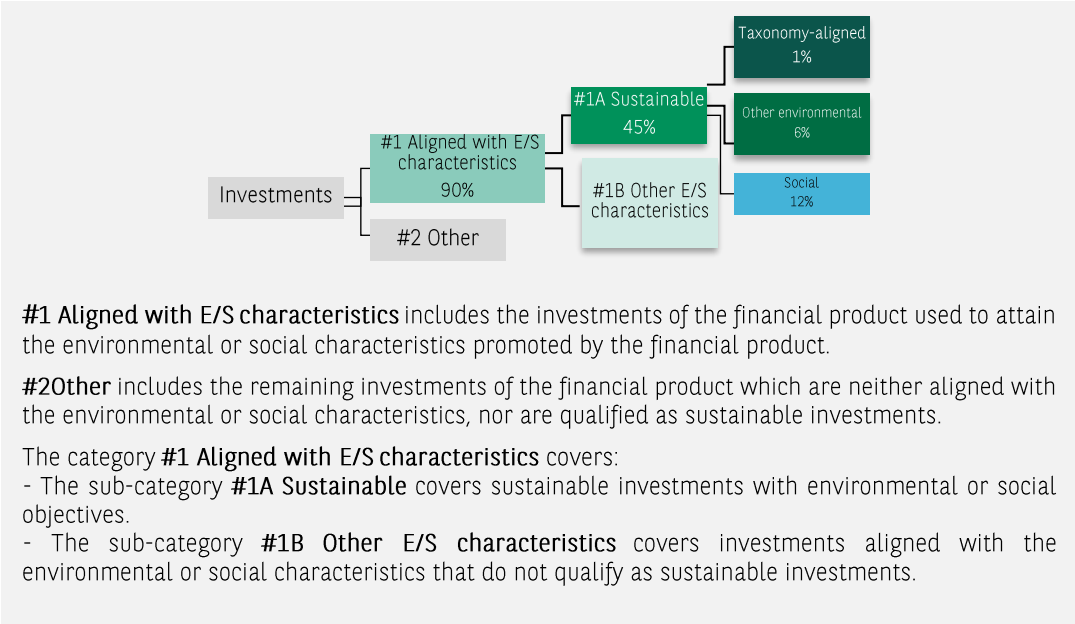 Taxonomy-aligned
1%
#1A Sustainable
45%
Other environmental
6%
#1 Aligned with E/S
characteristics
90%
Social
12%
#1B Other E/S
characteristics
Investments
#2 Other
#1 Aligned with E/S characteristics includes the investments of the financial product used to attain
the environmental or social characteristics promoted by the financial product.
#2Other includes the remaining investments of the financial product which are neither aligned with
the environmental or social characteristics, nor are qualified as sustainable investments.
The category #1 Aligned with E/S characteristics covers:
- The sub-category #1A Sustainable covers sustainable investments with environmental or social
objectives.
- The sub-category #1B Other E/S characteristics covers investments aligned with the
environmental or social characteristics that do not qualify as sustainable investments.